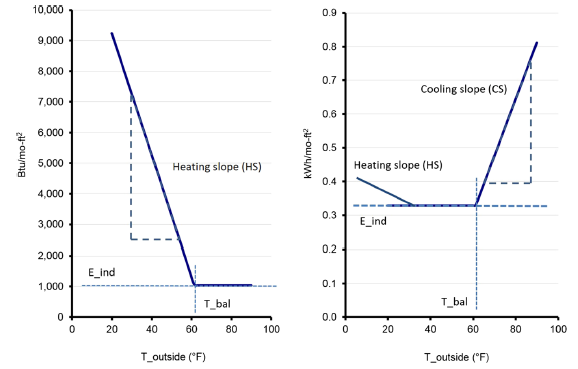 10,000
9,000
8,000
7,000
6,000
5,000
4,000
3,000
2,000
1,000
0
Btu/mo-ft²
Heating slope (HS)
E_ind
T_bal
0 20 40 60 80 100
T_outside (°F)
0.9
0.8
0.7
0.6
0.5
0.4
0.3
0.2
0.1
0.0
kWh/mo-ft²
Cooling slope (CS)
Heating slope (HS)
E_ind
T_bal
0 20 40 60 80 100
T_outside (°F)